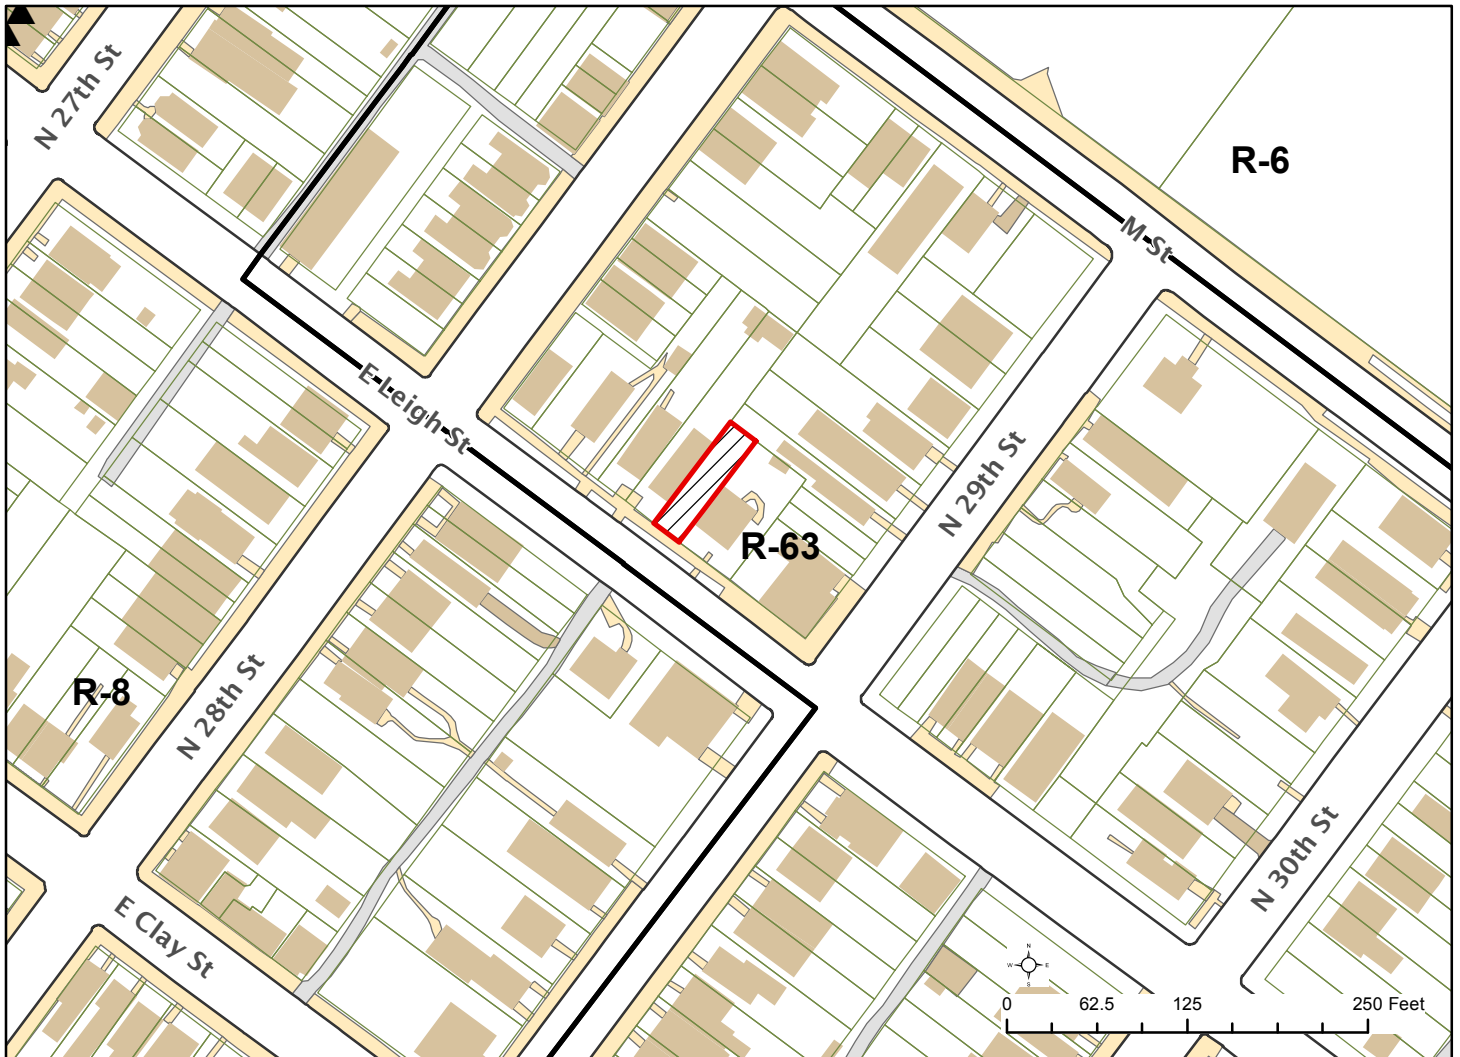 N 27th St
R-6
M St
E Leigh St
N 29th St
R-63
R-8
N 28th St
N 30th St
E Clay St
N
W E
S
0 62.5 125 250 Feet